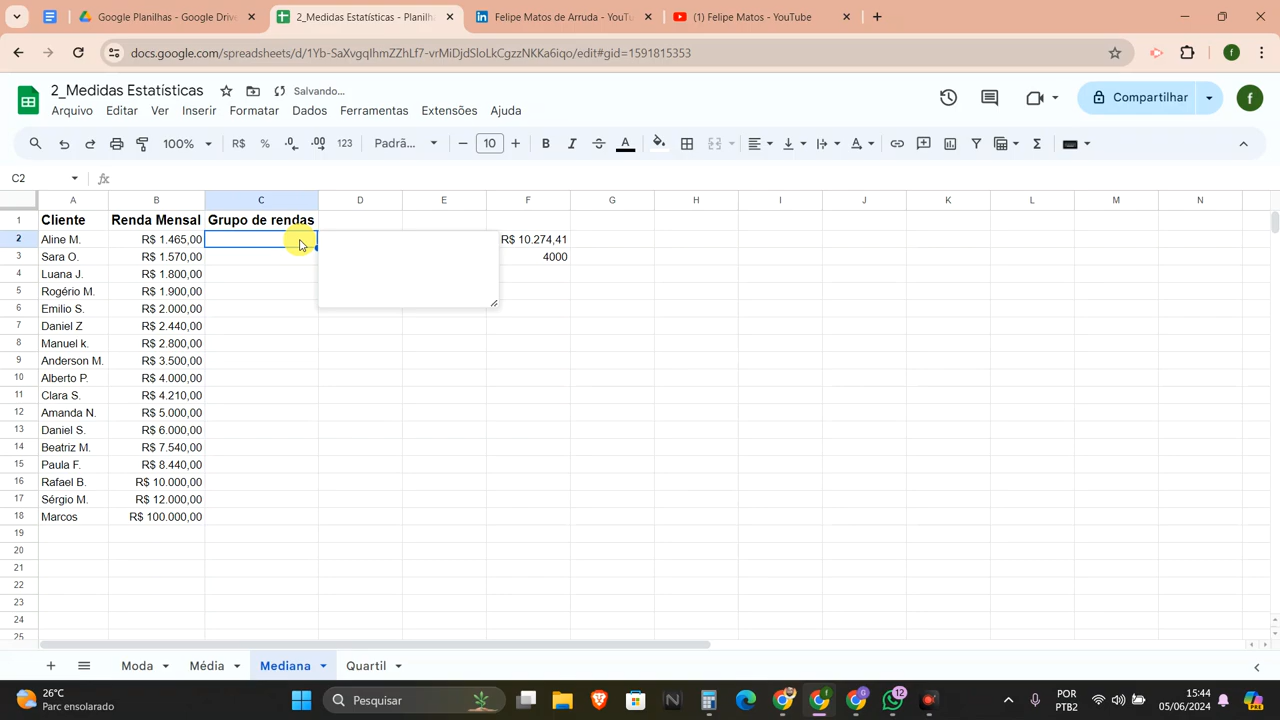 Google Planilhas - Google Drive
2_Medidas Estatísticas - Planilha
Felipe Matos de Arruda - YouTu
(1) Felipe Matos - YouTube
docs.google.com/spreadsheets/d/1Yb-SaXvgqIhmZZhLf7-vrMiDjdSloLkCgzzNKKa6iqo/edit#gid=1591815353
2_Medidas Estatísticas
Salvando...
Arquivo Editar Ver Inserir Formatar Dados Ferramentas Extensões Ajuda
Compartilhar
100% R$ % .0 .00 123 Padrã... 10 B I S A
C2 fx
A B C D E F G H I J K L M N
1 Cliente Renda Mensal Grupo de rendas
2 Aline M. R$ 1.465,00 R$ 10.274,41
3 Sara O. R$ 1.570,00 4000
4 Luana J. R$ 1.800,00
5 Rogério M. R$ 1.900,00
6 Emilio S. R$ 2.000,00
7 Daniel Z R$ 2.440,00
8 Manuel k. R$ 2.800,00
9 Anderson M. R$ 3.500,00
10 Alberto P. R$ 4.000,00
11 Clara S. R$ 4.210,00
12 Amanda N. R$ 5.000,00
13 Daniel S. R$ 6.000,00
14 Beatriz M. R$ 7.540,00
15 Paula F. R$ 8.440,00
16 Rafael B. R$ 10.000,00
17 Sérgio M. R$ 12.000,00
18 Marcos R$ 100.000,00
19
20
21
22
23
24
25
Moda Média Mediana Quartil
26°C
Parc ensolarado
Pesquisar
12
POR
PTB2
15:44
05/06/2024